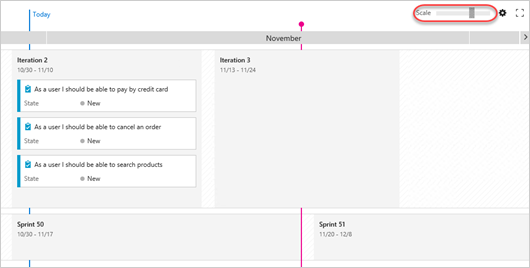 Today
Scale
November
Iteration 2
10/30 - 11/10
As a user I should be able to pay by credit card
State New
As a user I should be able to cancel an order
State New
As a user I should be able to search products
State New
Iteration 3
11/13 - 11/24
Sprint 50
10/30 - 11/17
Sprint 51
11/20 - 12/8